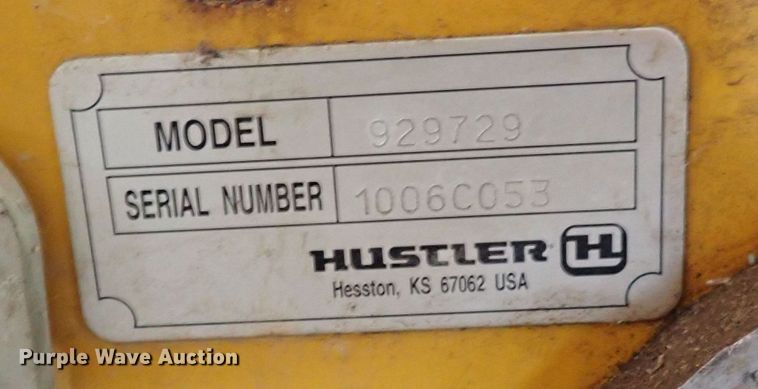 MODEL 929729
SERIAL NUMBER 1006C053
HUSTLER H
Hesston, KS 67062 USA
Purple Wave Auction